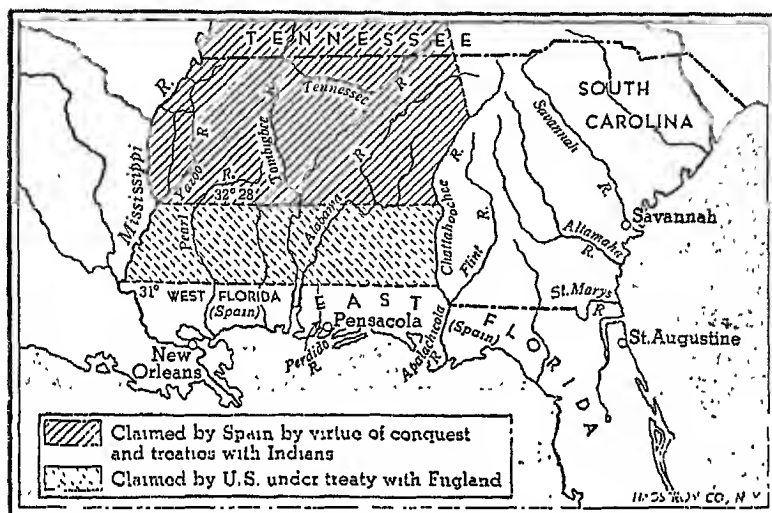 TENNESSEE
R.
Tennessee
R.
SOUTH
CAROLINA
Savannah
R.
Mississippi
Yazoo
R
Tombigbee
R.
R.
32° 28'
Pearl
Alabama
Chattahoochee
R.
Flint
R.
Savannah
Altamaha
R.
31°
WEST FLORIDA
(Spain)
EAST
FLORIDA
(Spain)
St. Marys
R
Pensacola
Perdido
R.
Apalachicola
R
St. Augustine
New
Orleans
Claimed by Spain by virtue of conquest
and treaties with Indians
Claimed by U.S. under treaty with England
CO., N.Y.